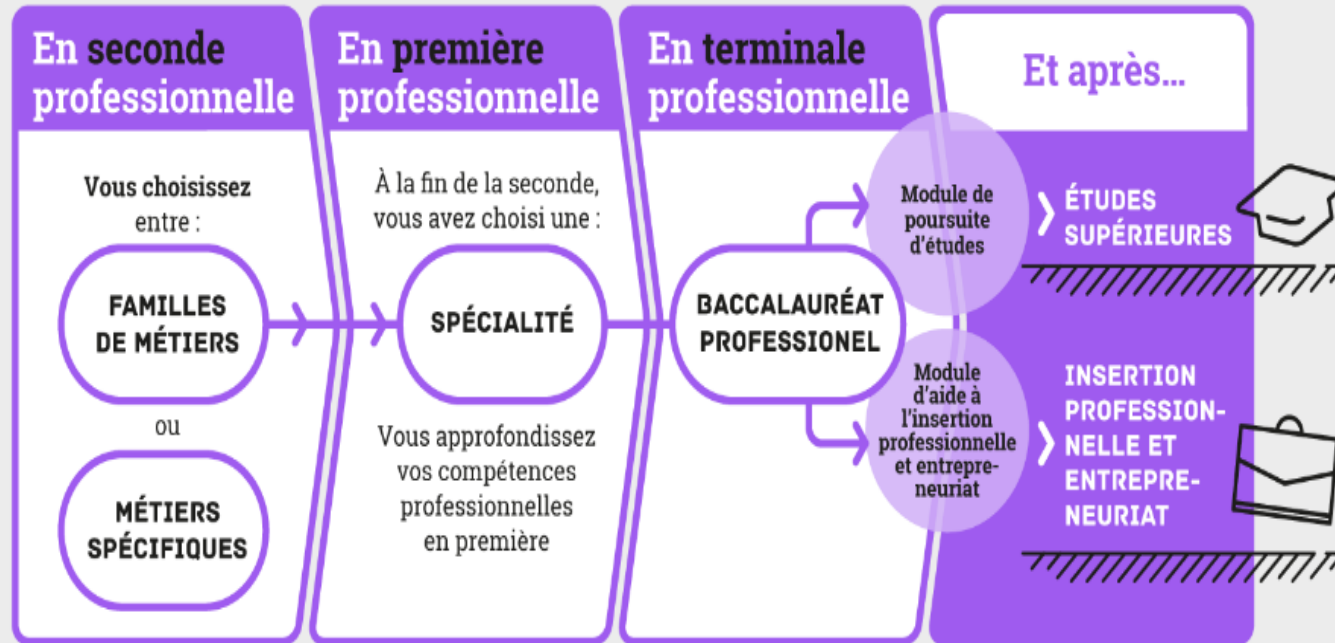 En seconde
professionnelle
Vous choisissez
entre :
FAMILLES
DE MÉTIERS
ou
MÉTIERS
SPÉCIFIQUES
En première
professionnelle
À la fin de la seconde,
vous avez choisi une :
SPÉCIALITÉ
Vous approfondissez
vos compétences
professionnelles
en première
En terminale
professionnelle
BACCALAURÉAT
PROFESSIONEL
Module de
poursuite
d'études
Module
d'aide à
l'insertion
professionnelle
et entrepre-
neuriat
Et après...
ÉTUDES
SUPÉRIEURES
INSERTION
PROFESSION-
NELLE ET
ENTREPRE-
NEURIAT